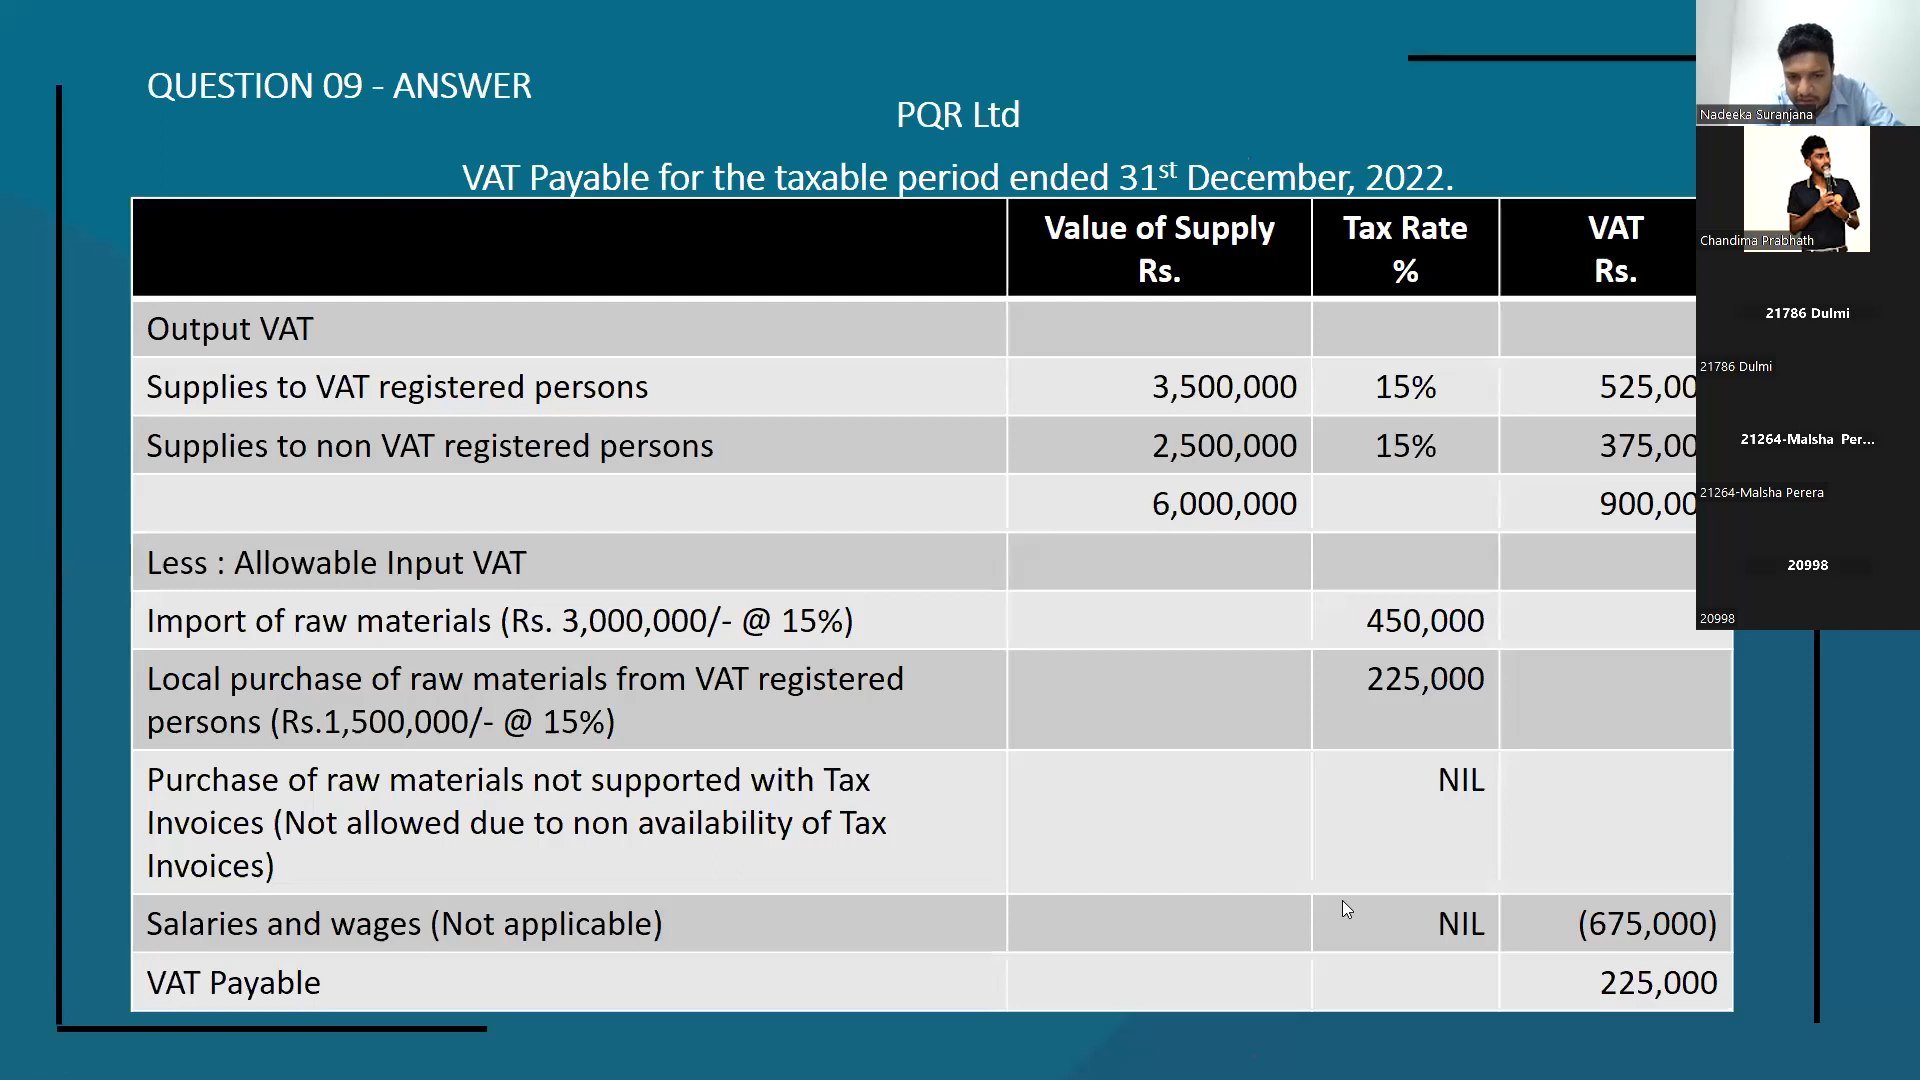 QUESTION 09 - ANSWER
PQR Ltd
VAT Payable for the taxable period ended 31st December, 2022.
Value of Supply
Rs.
Tax Rate
%
VAT
Rs.
Output VAT
Supplies to VAT registered persons 3,500,000 15% 525,00
Supplies to non VAT registered persons 2,500,000 15% 375,00
6,000,000 900,00
Less : Allowable Input VAT
Import of raw materials (Rs. 3,000,000/- @ 15%) 450,000
Local purchase of raw materials from VAT registered 225,000
persons (Rs.1,500,000/- @ 15%)
Purchase of raw materials not supported with Tax NIL
Invoices (Not allowed due to non availability of Tax
Invoices)
Salaries and wages (Not applicable) NIL (675,000)
VAT Payable 225,000
Nadeeka Suranjana
Chandima Prabhath
21786 Dulmi
21786 Dulmi
21264-Malsha Per...
21264-Malsha Perera
20998
20998